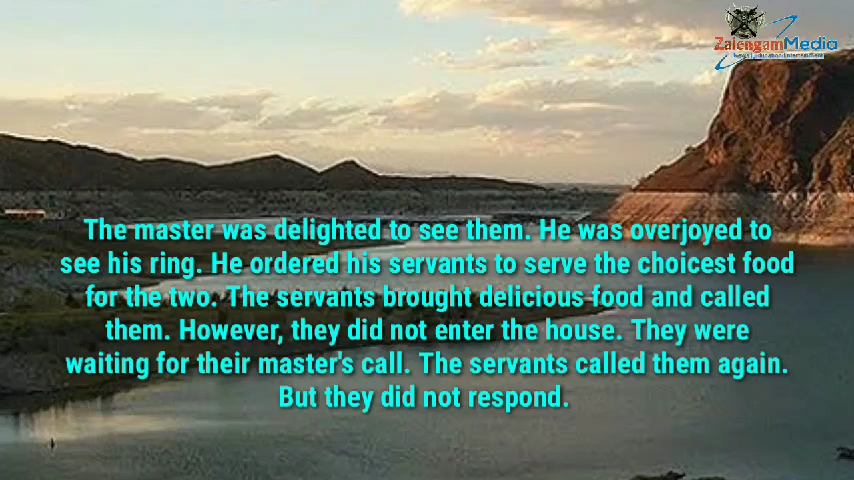 ZalengamMedia
The master was delighted to see them. He was overjoyed to
see his ring. He ordered his servants to serve the choicest food
for the two. The servants brought delicious food and called
them. However, they did not enter the house. They were
waiting for their master's call. The servants called them again.
But they did not respond.